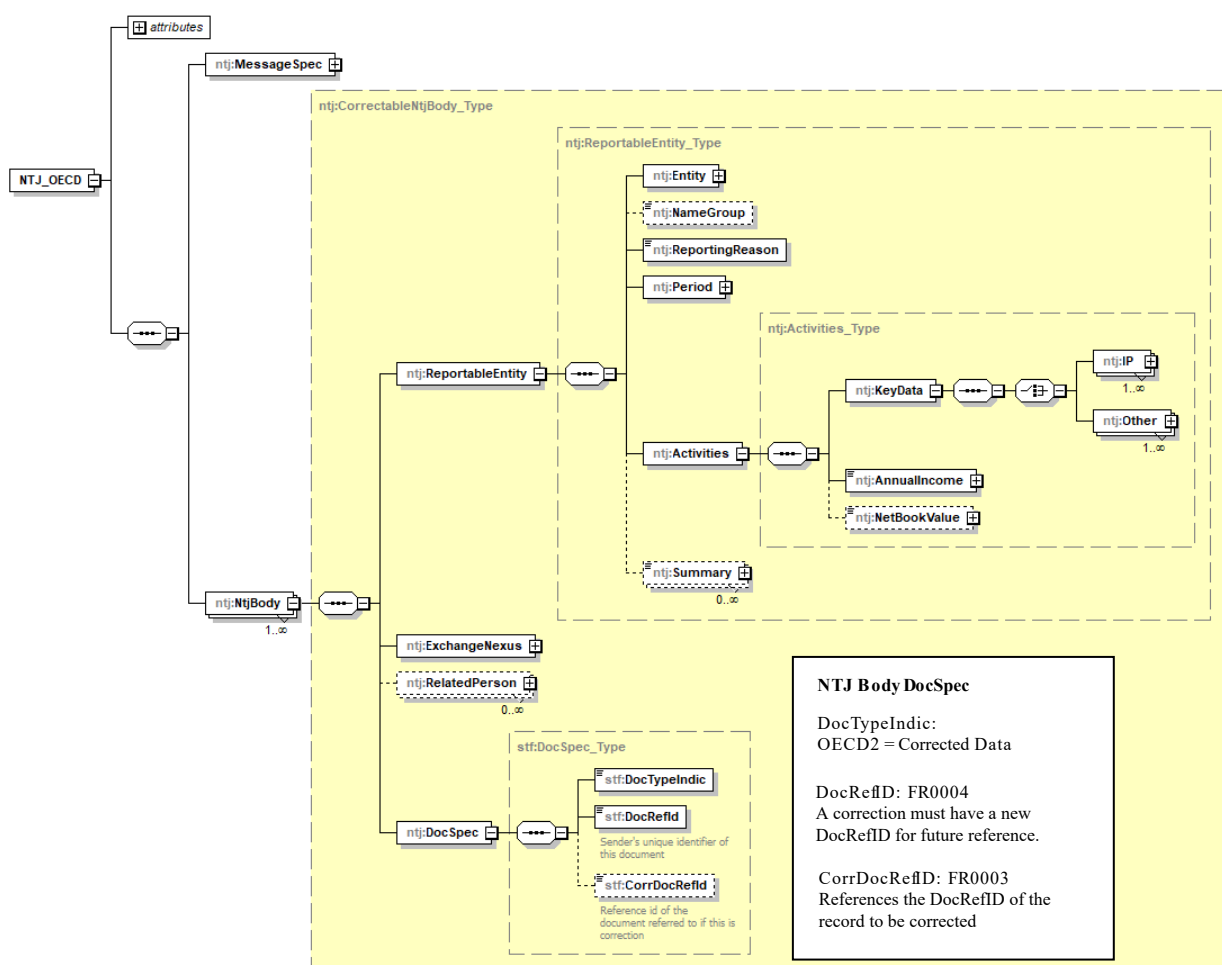 attributes
ntj:MessageSpec
ntj:CorrectableNtjBody_Type
ntj:ReportableEntity_Type
NTJ_OECD
ntj:Entity
ntj:NameGroup
ntj:ReportingReason
ntj:Period
ntj:Activities_Type
ntj:ReportableEntity
ntj:KeyData
ntj:IP
1..∞
ntj:Other
1..∞
ntj:Activities
ntj:AnnualIncome
ntj:NetBookValue
ntj:Summary
0..∞
ntj:NtjBody
1..∞
ntj:ExchangeNexus
ntj:RelatedPerson
0..∞
stf:DocSpec_Type
stf:DocTypeIndic
ntj:DocSpec
stf:DocRefId
Sender's unique identifier of
this document
stf:CorrDocRefId
Reference id of the
document referred to if this is
correction
NTJ Body DocSpec
DocTypeIndic:
OECD2 = Corrected Data
DocRefID: FR0004
A correction must have a new
DocRefID for future reference.
CorrDocRefID: FR0003
References the DocRefID of the
record to be corrected